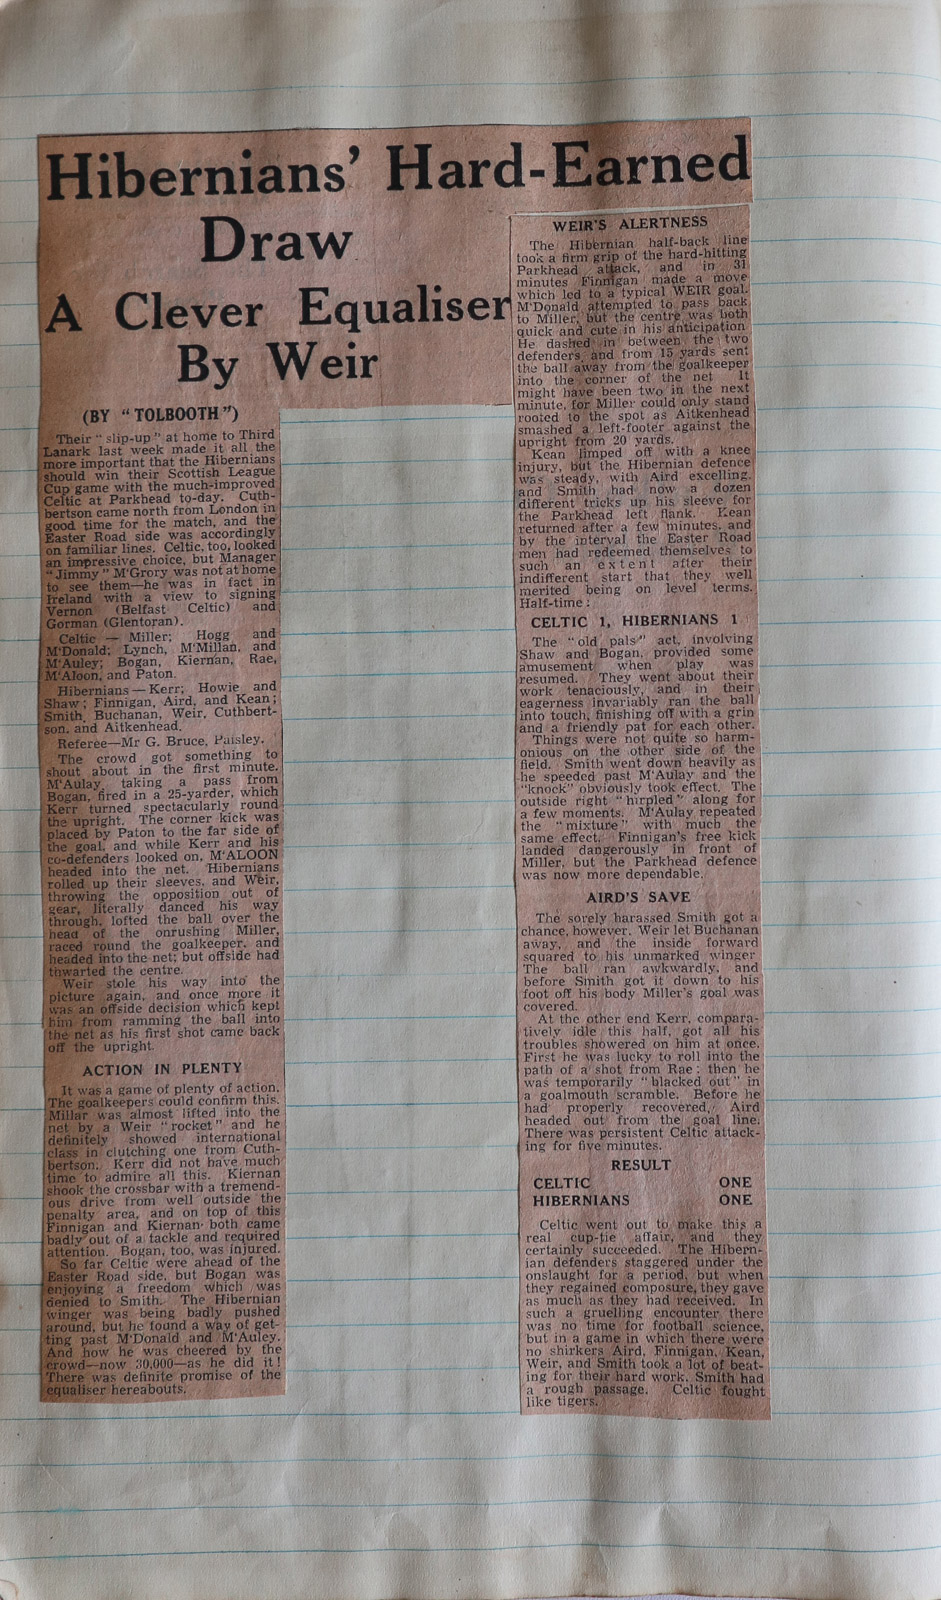 Hibernians' Hard-Earned
Draw
A Clever Equaliser
By Weir
(BY "TOLBOOTH")
Their "slip-up" at home to Third
Lanark last week made it all the
more important that the Hibernians
should win their Scottish League
Cup game with the much-improved
Celtic at Parkhead to-day. Cuth-
bertson came north from London in
good time for the match, and the
Easter Road side was accordingly
on familiar lines. Celtic, too, looked
an impressive choice, but Manager
"Jimmy" M'Grory was not at home
to see them—he was in fact in
Ireland with a view to signing
Vernon (Belfast Celtic) and
Gorman (Glentoran).
Celtic — Miller; Hogg and
M'Donald; Lynch, M'Millan, and
M'Auley; Bogan, Kiernan, Rae,
M'Aloon, and Paton.
Hibernians — Kerr; Howie and
Shaw; Finnigan, Aird, and Kean;
Smith, Buchanan, Weir, Cuthbert-
son, and Aitkenhead.
Referee—Mr G. Bruce, Paisley.
The crowd got something to
shout about in the first minute.
M'Aulay taking a pass from
Bogan, fired in a 25-yarder, which
Kerr turned spectacularly round
the upright. The corner kick was
placed by Paton to the far side of
the goal, and while Kerr and his
co-defenders looked on, M'ALOON
headed into the net. Hibernians
rolled up their sleeves, and Weir,
throwing the opposition out of
gear, literally danced his way
through, lofted the ball over the
head of the onrushing Miller,
raced round the goalkeeper, and
headed into the net; but offside had
thwarted the centre.
Weir stole his way into the
picture again, and once more it
was an offside decision which kept
him from ramming the ball into
the net as his first shot came back
off the upright.
ACTION IN PLENTY
It was a game of plenty of action.
The goalkeepers could confirm this.
Millar was almost lifted into the
net by a Weir "rocket" and he
definitely showed international
class in clutching one from Cuth-
bertson. Kerr did not have much
time to admire all this. Kiernan
shook the crossbar with a tremend-
ous drive from well outside the
penalty area, and on top of this
Finnigan and Kiernan both came
badly out of a tackle and required
attention. Bogan, too, was injured.
So far Celtic were ahead of the
Easter Road side, but Bogan was
enjoying a freedom which was
denied to Smith. The Hibernian
winger was being badly pushed
around, but he found a way of get-
ting past M'Donald and M'Auley.
And how he was cheered by the
crowd—now 30,000—as he did it!
There was definite promise of the
equaliser hereabouts.
WEIR'S ALERTNESS
The Hibernian half-back line
took a firm grip of the hard-hitting
Parkhead attack, and in 31
minutes Finnigan made a move
which led to a typical WEIR goal.
M'Donald attempted to pass back
to Miller, but the centre was both
quick and cute in his anticipation
He dashed in between the two
defenders, and from 15 yards sent
the ball away from the goalkeeper
into the corner of the net It
might have been two in the next
minute, for Miller could only stand
rooted to the spot as Aitkenhead
smashed a left-footer against the
upright from 20 yards.
Kean limped off with a knee
injury, but the Hibernian defence
was steady, with Aird excelling,
and Smith had now a dozen
different tricks up his sleeve for
the Parkhead left flank. Kean
returned after a few minutes, and
by the interval the Easter Road
men had redeemed themselves to
such an extent after their
indifferent start that they well
merited being on level terms.
Half-time:
CELTIC 1, HIBERNIANS 1
The "old pals'" act, involving
Shaw and Bogan, provided some
amusement when play was
resumed. They went about their
work tenaciously, and in their
eagerness invariably ran the ball
into touch, finishing off with a grin
and a friendly pat for each other.
Things were not quite so harm-
onious on the other side of the
field. Smith went down heavily as
he speeded past M'Aulay and the
"knock" obviously took effect. The
outside right "hirpled" along for
a few moments. M'Aulay repeated
the "mixture" with much the
same effect. Finnigan's free kick
landed dangerously in front of
Miller, but the Parkhead defence
was now more dependable.
AIRD'S SAVE
The sorely harassed Smith got a
chance, however. Weir let Buchanan
away, and the inside forward
squared to his unmarked winger
The ball ran awkwardly, and
before Smith got it down to his
foot off his body Miller's goal was
covered.
At the other end Kerr, compara-
tively idle this half, got all his
troubles showered on him at once.
First he was lucky to roll into the
path of a shot from Rae; then he
was temporarily "blacked out" in
a goalmouth scramble. Before he
had properly recovered, Aird
headed out from the goal line.
There was persistent Celtic attack-
ing for five minutes.
RESULT
CELTIC ONE
HIBERNIANS ONE
Celtic went out to make this a
real cup-tie affair, and they
certainly succeeded. The Hibern-
ian defenders staggered under the
onslaught for a period, but when
they regained composure, they gave
as much as they had received. In
such a gruelling encounter there
was no time for football science,
but in a game in which there were
no shirkers Aird, Finnigan, Kean,
Weir, and Smith took a lot of beat-
ing for their hard work. Smith had
a rough passage. Celtic fought
like tigers.